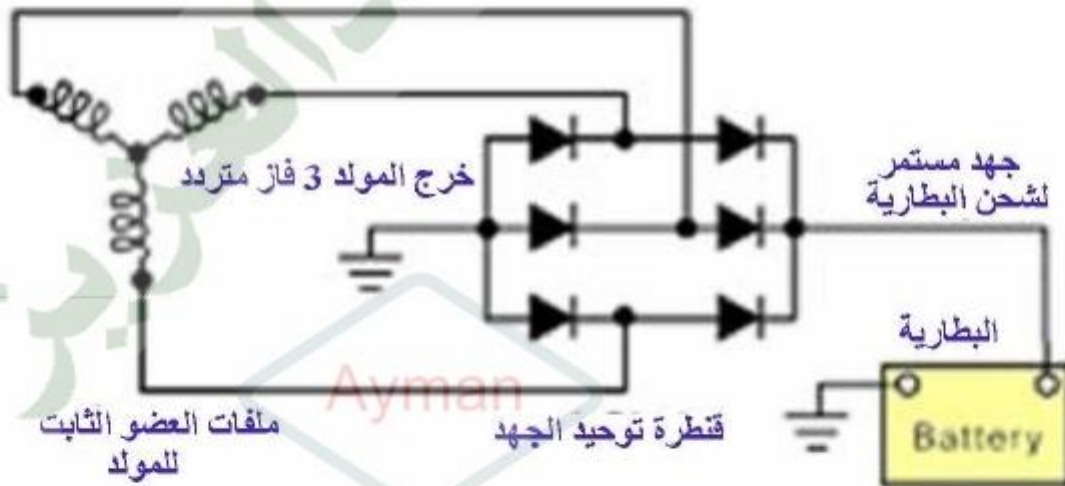 خرج المولد 3 فاز متردد
جهد مستمر
لشحن البطارية
البطارية
Battery
Ayman
ملفات العضو الثابت
للمولد
قنطرة توحيد الجهد